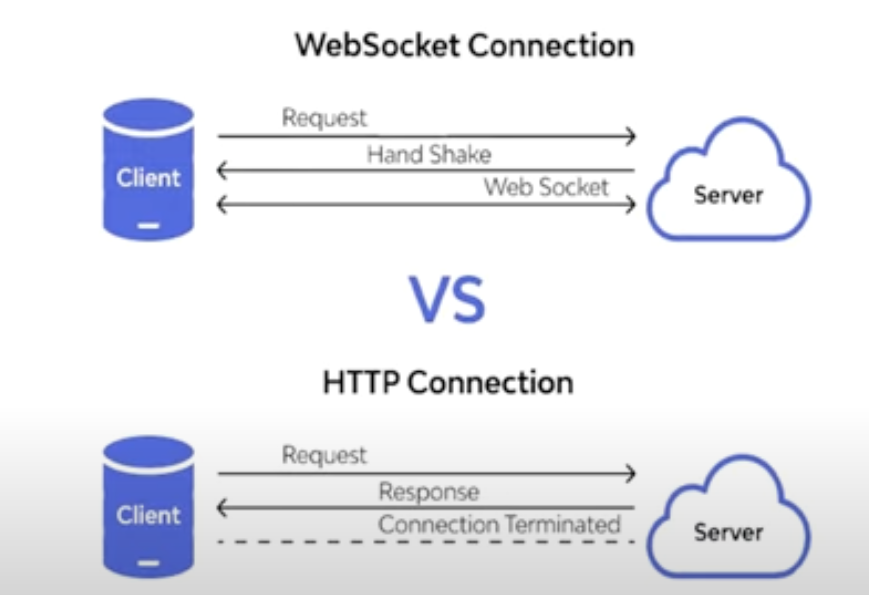 WebSocket Connection
Request
Hand Shake
Client
Web Socket
Server
VS
HTTP Connection
Request
Response
Client
Connection Terminated
Server